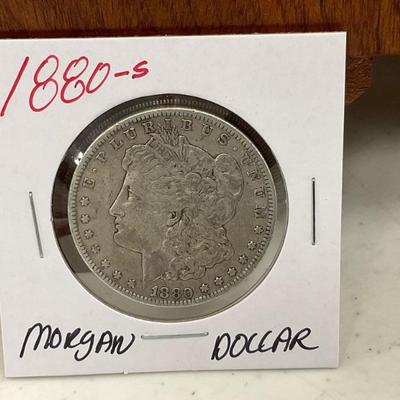 1880-S
E·PLURIBUS·UNUM
1880
MORGAN — DOLLAR